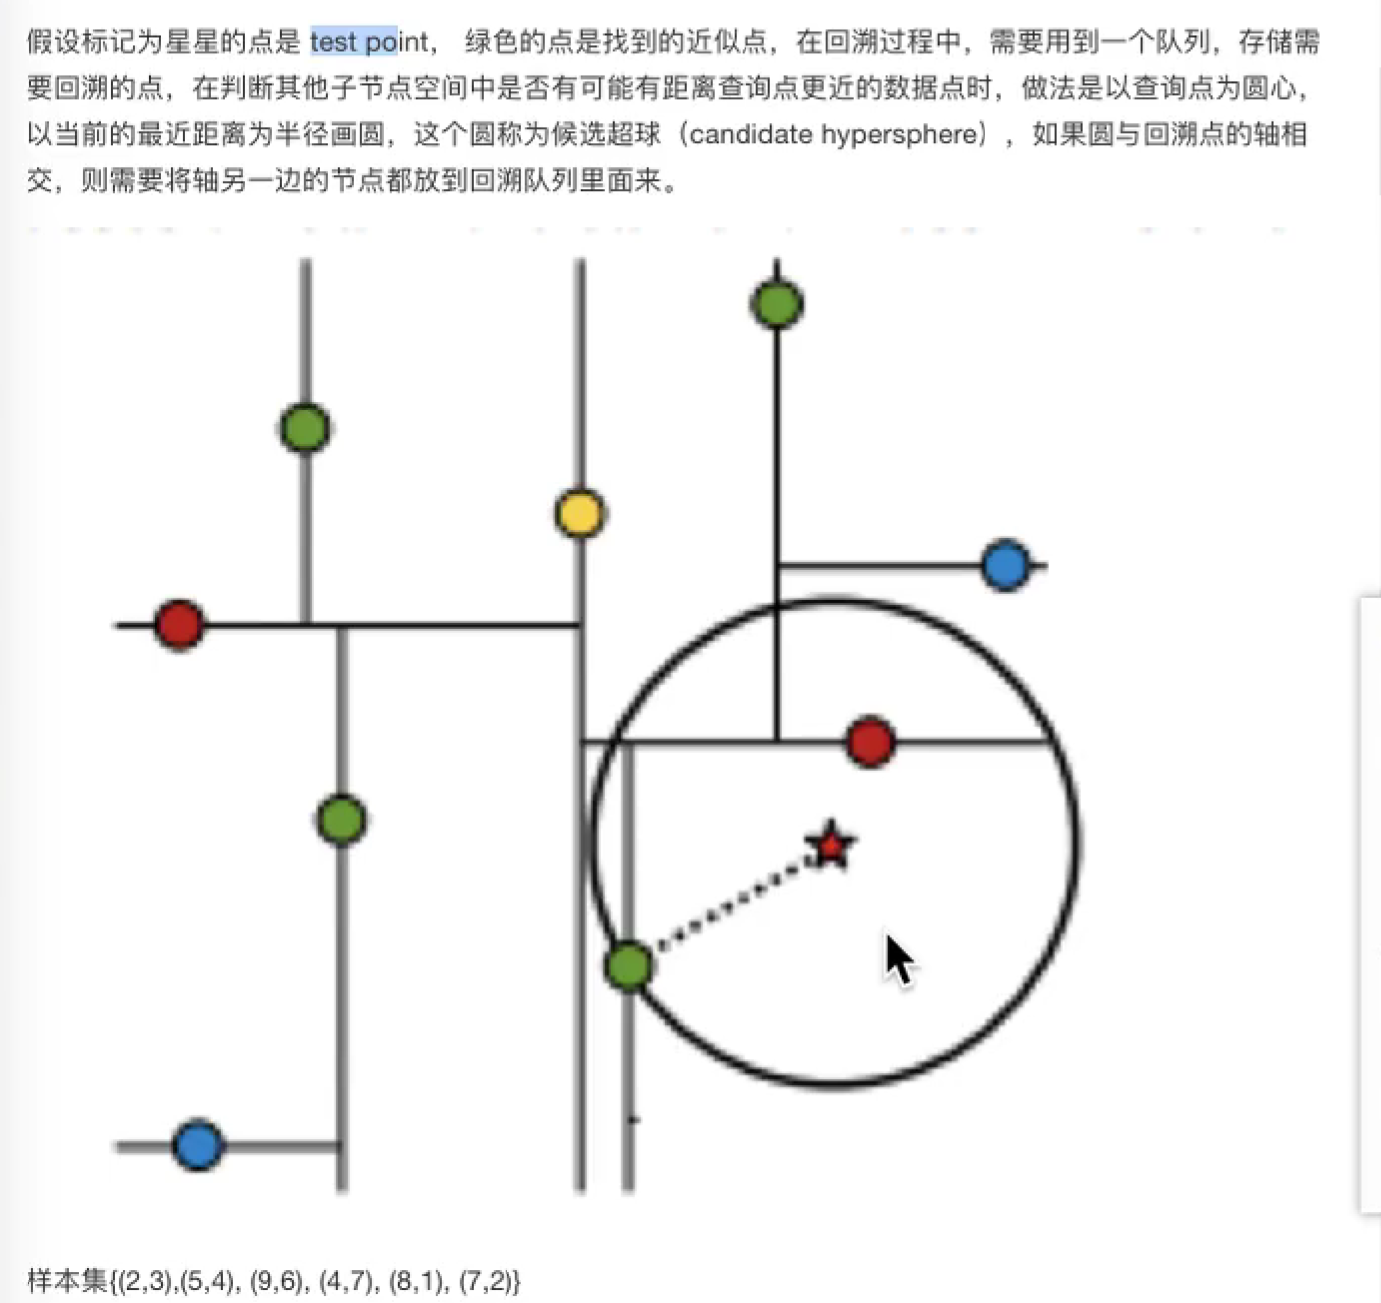 假设标记为星星的点是 test point， 绿色的点是找到的近似点，在回溯过程中，需要用到一个队列，存储需
要回溯的点，在判断其他子节点空间中是否有可能有距离查询点更近的数据点时，做法是以查询点为圆心，
以当前的最近距离为半径画圆，这个圆称为候选超球（candidate hypersphere），如果圆与回溯点的轴相
交，则需要将轴另一边的节点都放到回溯队列里面来。
样本集{(2,3),(5,4), (9,6), (4,7), (8,1), (7,2)}